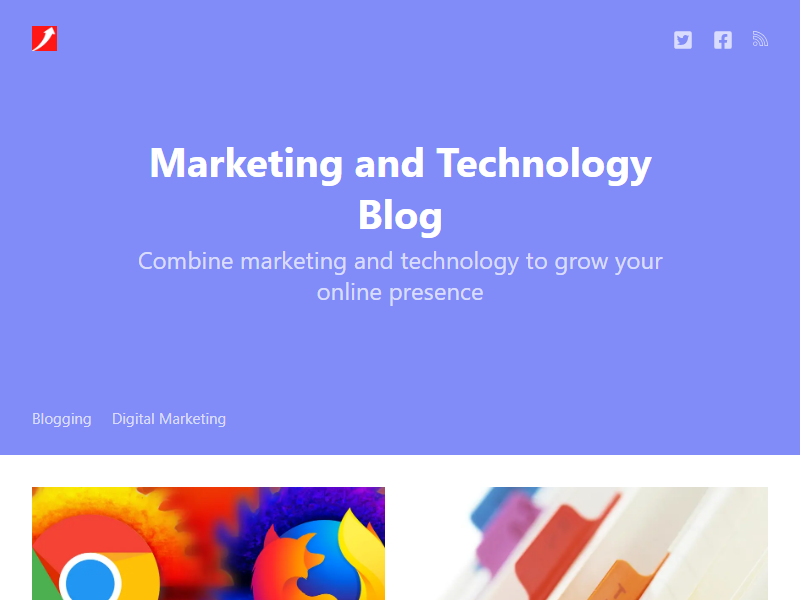 Marketing and Technology
Blog
Combine marketing and technology to grow your
online presence
Blogging Digital Marketing